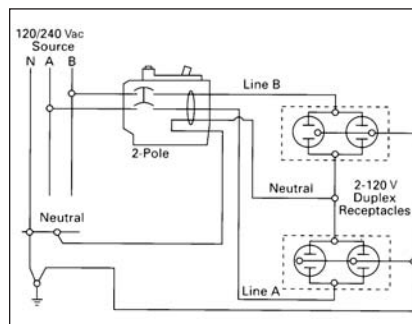 120/240 Vac
Source
N A B
Line B
2-Pole
Neutral
2-120 V
Duplex
Receptacles
Neutral
Line A